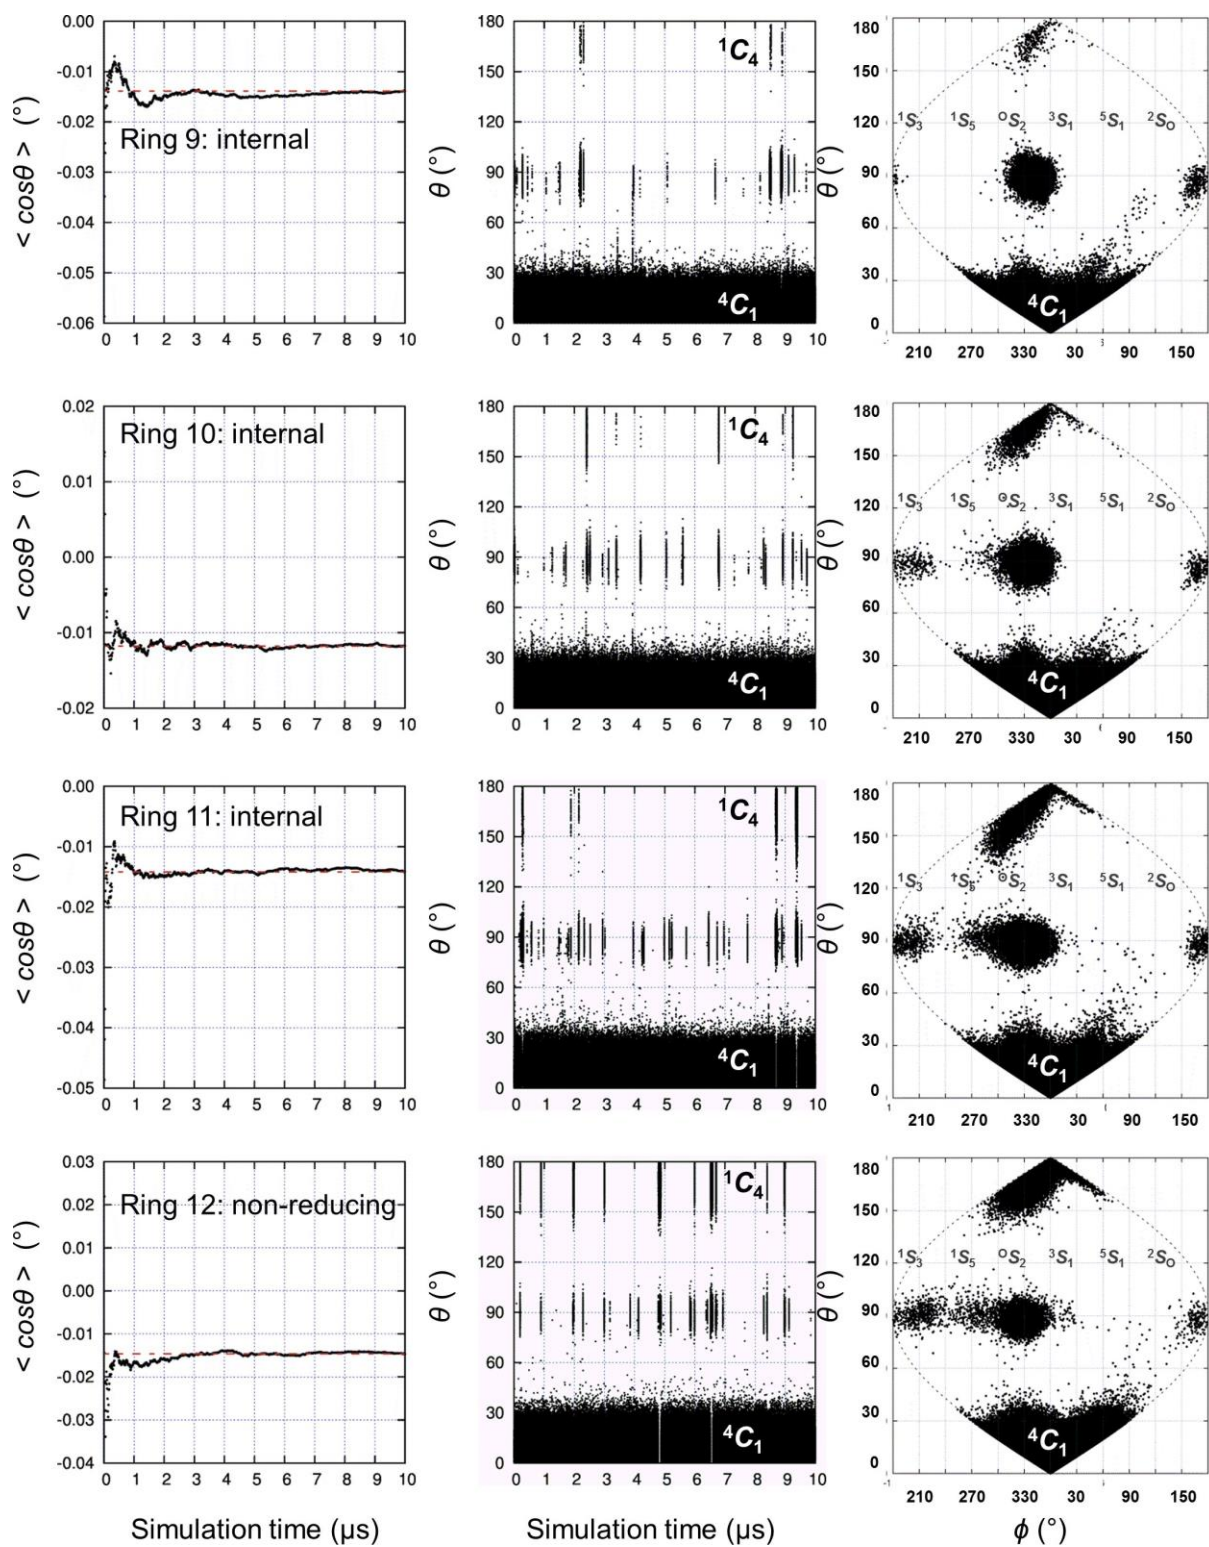 0.00
-0.01
-0.02
-0.03
-0.04
-0.05
-0.06
< cosθ > (°)
Ring 9: internal
0 1 2 3 4 5 6 7 8 9 10
180
150
120
90
60
30
0
θ (°)
¹C₄
⁴C₁
0 1 2 3 4 5 6 7 8 9 10
180
150
120
90
60
30
0
θ (°)
¹S₃ ¹S₅ ᴼS₂ ³S₁ ⁵S₁ ²Sₒ
⁴C₁
210 270 330 30 90 150
0.02
0.01
0.00
-0.01
-0.02
< cosθ > (°)
Ring 10: internal
0 1 2 3 4 5 6 7 8 9 10
180
150
120
90
60
30
0
θ (°)
¹C₄
⁴C₁
0 1 2 3 4 5 6 7 8 9 10
180
150
120
90
60
30
0
θ (°)
¹S₃ ¹S₅ ᴼS₂ ³S₁ ⁵S₁ ²Sₒ
⁴C₁
210 270 330 30 90 150
0.00
-0.01
-0.02
-0.03
-0.04
-0.05
< cosθ > (°)
Ring 11: internal
0 1 2 3 4 5 6 7 8 9 10
180
150
120
90
60
30
0
θ (°)
¹C₄
⁴C₁
0 1 2 3 4 5 6 7 8 9 10
180
150
120
90
60
30
0
θ (°)
¹S₃ ¹S₅ ᴼS₂ ³S₁ ⁵S₁ ²Sₒ
⁴C₁
210 270 330 30 90 150
0.03
0.02
0.01
0.00
-0.01
-0.02
-0.03
-0.04
< cosθ > (°)
Ring 12: non-reducing
0 1 2 3 4 5 6 7 8 9 10
Simulation time (µs)
180
150
120
90
60
30
0
θ (°)
¹C₄
⁴C₁
0 1 2 3 4 5 6 7 8 9 10
Simulation time (µs)
180
150
120
90
60
30
0
θ (°)
¹S₃ ¹S₅ ᴼS₂ ³S₁ ⁵S₁ ²Sₒ
⁴C₁
210 270 330 30 90 150
ϕ (°)